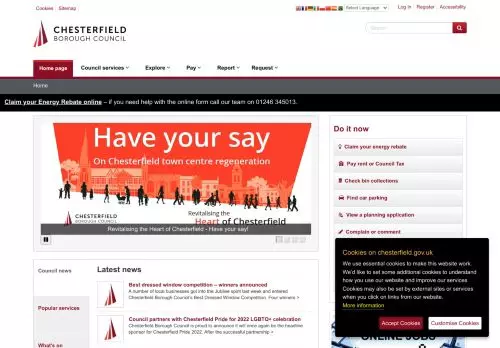 Cookies Sitemap
Select Language
Log In Register Accessibility
CHESTERFIELD
BOROUGH COUNCIL
Search
Home page Council services Explore Pay Report Request
Home
Claim your Energy Rebate online – if you need help with the online form call our team on 01246 345013.
Have your say
On Chesterfield town centre regeneration
CHESTERFIELD
BOROUGH COUNCIL
Revitalising the
Heart of Chesterfield
Revitalising the Heart of Chesterfield - Have your say!
Do it now
Claim your energy rebate
Pay rent or Council Tax
Check bin collections
Find car parking
View a planning application
Complain or comment
Council news
Popular services
What's on
Latest news
Best dressed window competition – winners announced
A number of local businesses got into the Jubilee spirit last week and entered
Chesterfield Borough Council's Best Dressed Window Competition. Four winners >
CHESTERFIELD
Council partners with Chesterfield Pride for 2022 LGBTQ+ celebration
Chesterfield Borough Council is proud to announce it will once again be the headline
sponsor for Chesterfield Pride 2022. After the successful partnership >
CHESTERFIELD
Cookies on chesterfield.gov.uk
We use essential cookies to make this website work.
We'd like to set some additional cookies to understand
how you use our website and improve our services.
Cookies may also be set by external sites or services
when you click on links from our website.
More information
Accept Cookies Customise Cookies
ONLINE JOBS